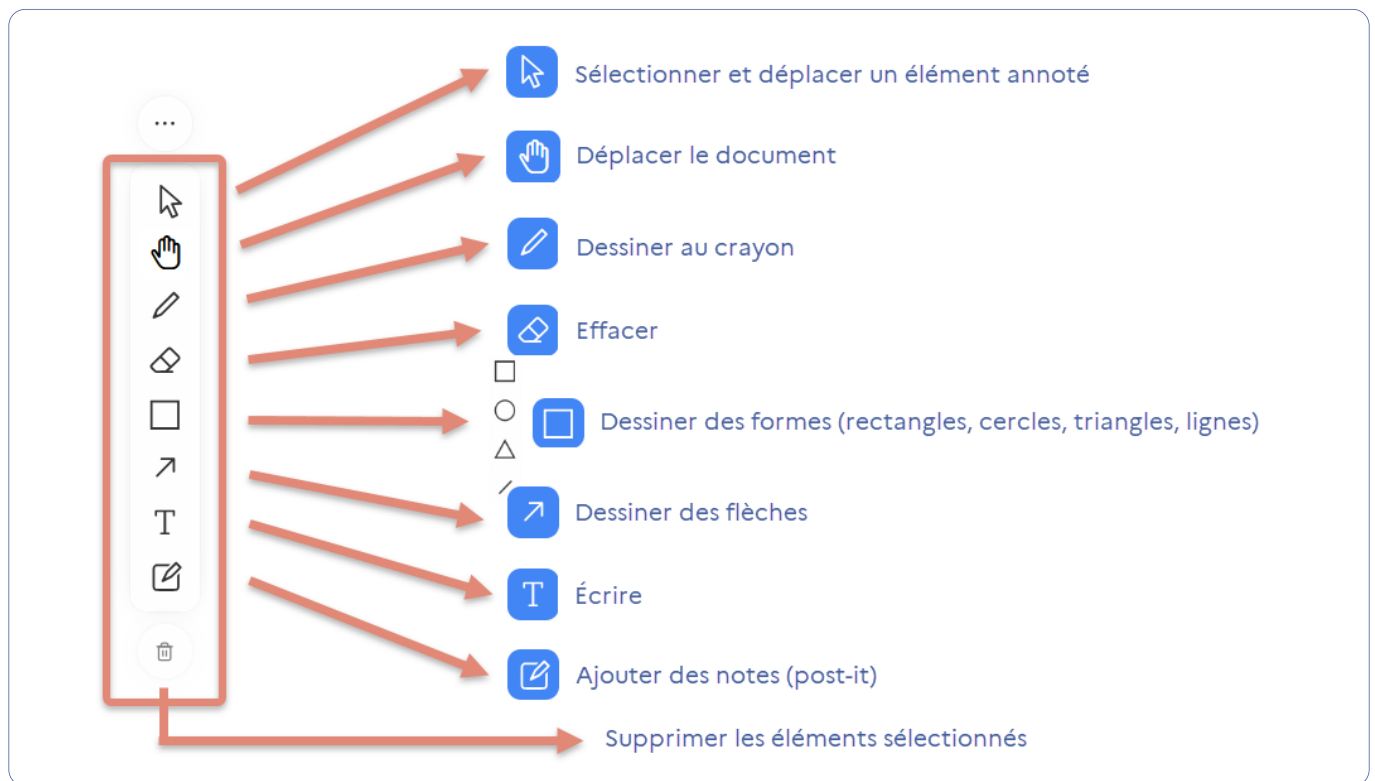 Sélectionner et déplacer un élément annoté
Déplacer le document
Dessiner au crayon
Effacer
Dessiner des formes (rectangles, cercles, triangles, lignes)
Dessiner des flèches
T
T
Écrire
Ajouter des notes (post-it)
Supprimer les éléments sélectionnés